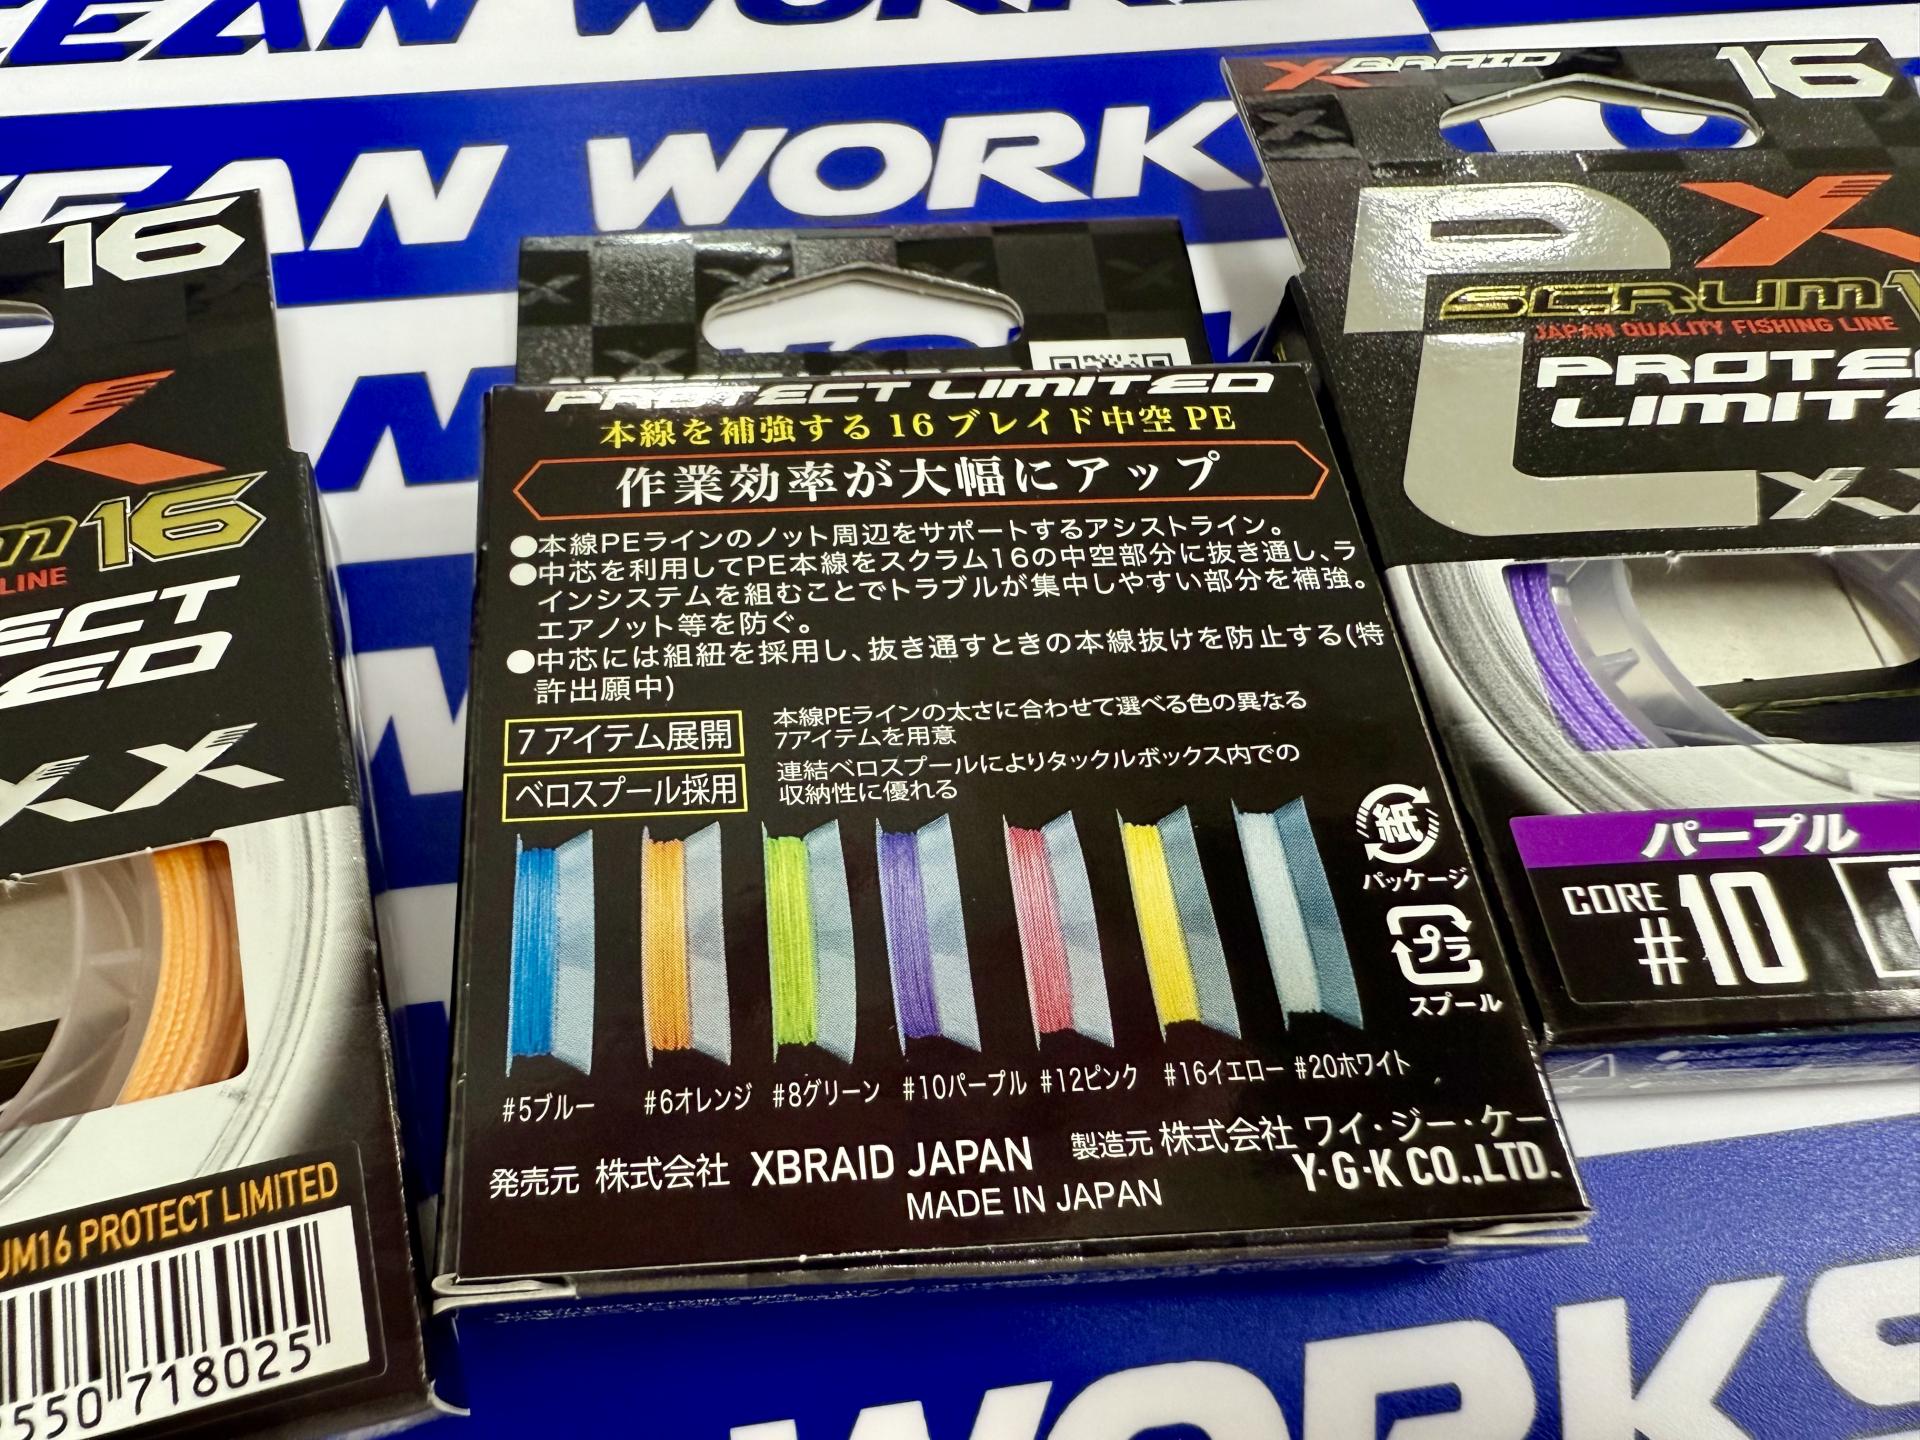 OCEAN WORKS
OCEAN WORKS
16
16
LINE
X-BRAID
16
SCRUM
JAPAN QUALITY FISHING LINE
PROTECT LIMITED
本線を補強する16ブレイド中空PE
作業効率が大幅にアップ
●本線PEラインのノット周辺をサポートするアシストライン。
●中芯を利用してPE本線をスクラム16の中空部分に抜き通し、ラ
インシステムを組むことでトラブルが集中しやすい部分を補強。
エアノット等を防ぐ。
●中芯には組紐を採用し、抜き通すときの本線抜けを防止する(特
許出願中)
7アイテム展開
本線PEラインの太さに合わせて選べる色の異なる
7アイテムを用意
ベロスプール採用
連結ベロスプールによりタックルボックス内での
収納性に優れる
紙
パッケージ
プラ
スプール
#5ブルー #6オレンジ #8グリーン #10パープル #12ピンク #16イエロー #20ホワイト
発売元 株式会社 XBRAID JAPAN 製造元 株式会社 ワイ・ジー・ケー
Y·G·K CO.,LTD.
MADE IN JAPAN
パープル
CORE
#10
UM16 PROTECT LIMITED
550 718025
WORKS